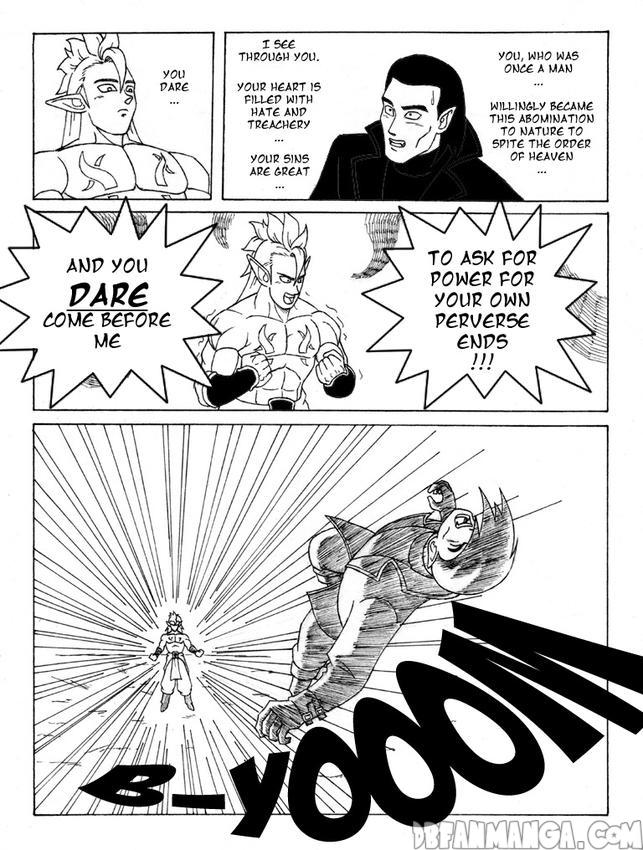 YOU
DARE
...
I SEE
THROUGH YOU.
YOUR HEART IS
FILLED WITH
HATE AND
TREACHERY
...
YOUR SINS
ARE GREAT
...
YOU, WHO WAS
ONCE A MAN
...
WILLINGLY BECAME
THIS ABOMINATION
TO NATURE TO
SPITE THE ORDER
OF HEAVEN
...
AND YOU
DARE
COME BEFORE
ME
TO ASK FOR
POWER FOR
YOUR OWN
PERVERSE
ENDS
!!!
B-YOOOM
DBFANMANGA.COM